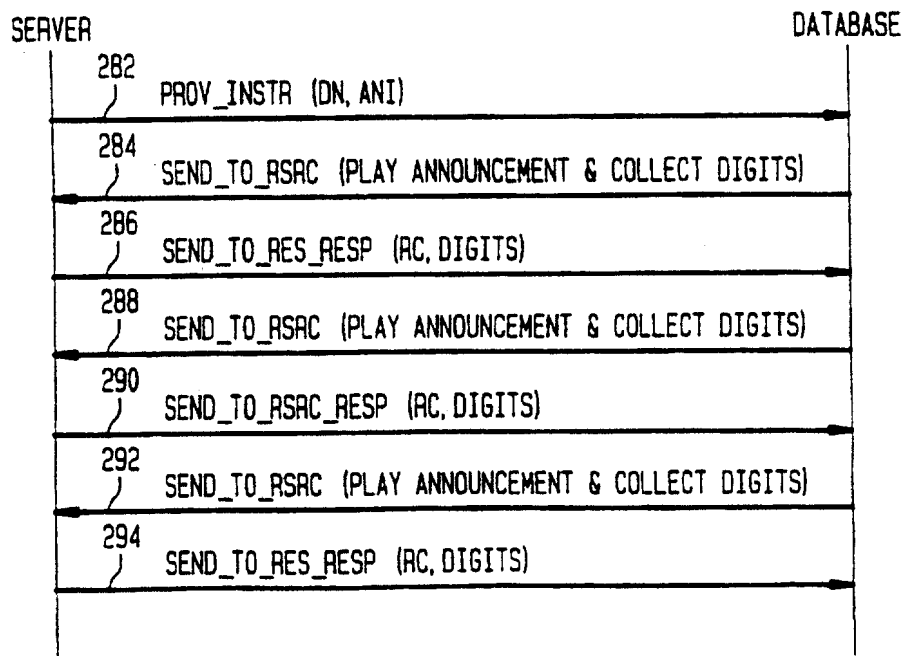 SERVER DATABASE
282
PROV_INSTR (DN, ANI)
284
SEND_TO_RSRC (PLAY ANNOUNCEMENT & COLLECT DIGITS)
286
SEND_TO_RES_RESP (RC, DIGITS)
288
SEND_TO_RSRC (PLAY ANNOUNCEMENT & COLLECT DIGITS)
290
SEND_TO_RSRC_RESP (RC, DIGITS)
292
SEND_TO_RSRC (PLAY ANNOUNCEMENT & COLLECT DIGITS)
294
SEND_TO_RES_RESP (RC, DIGITS)